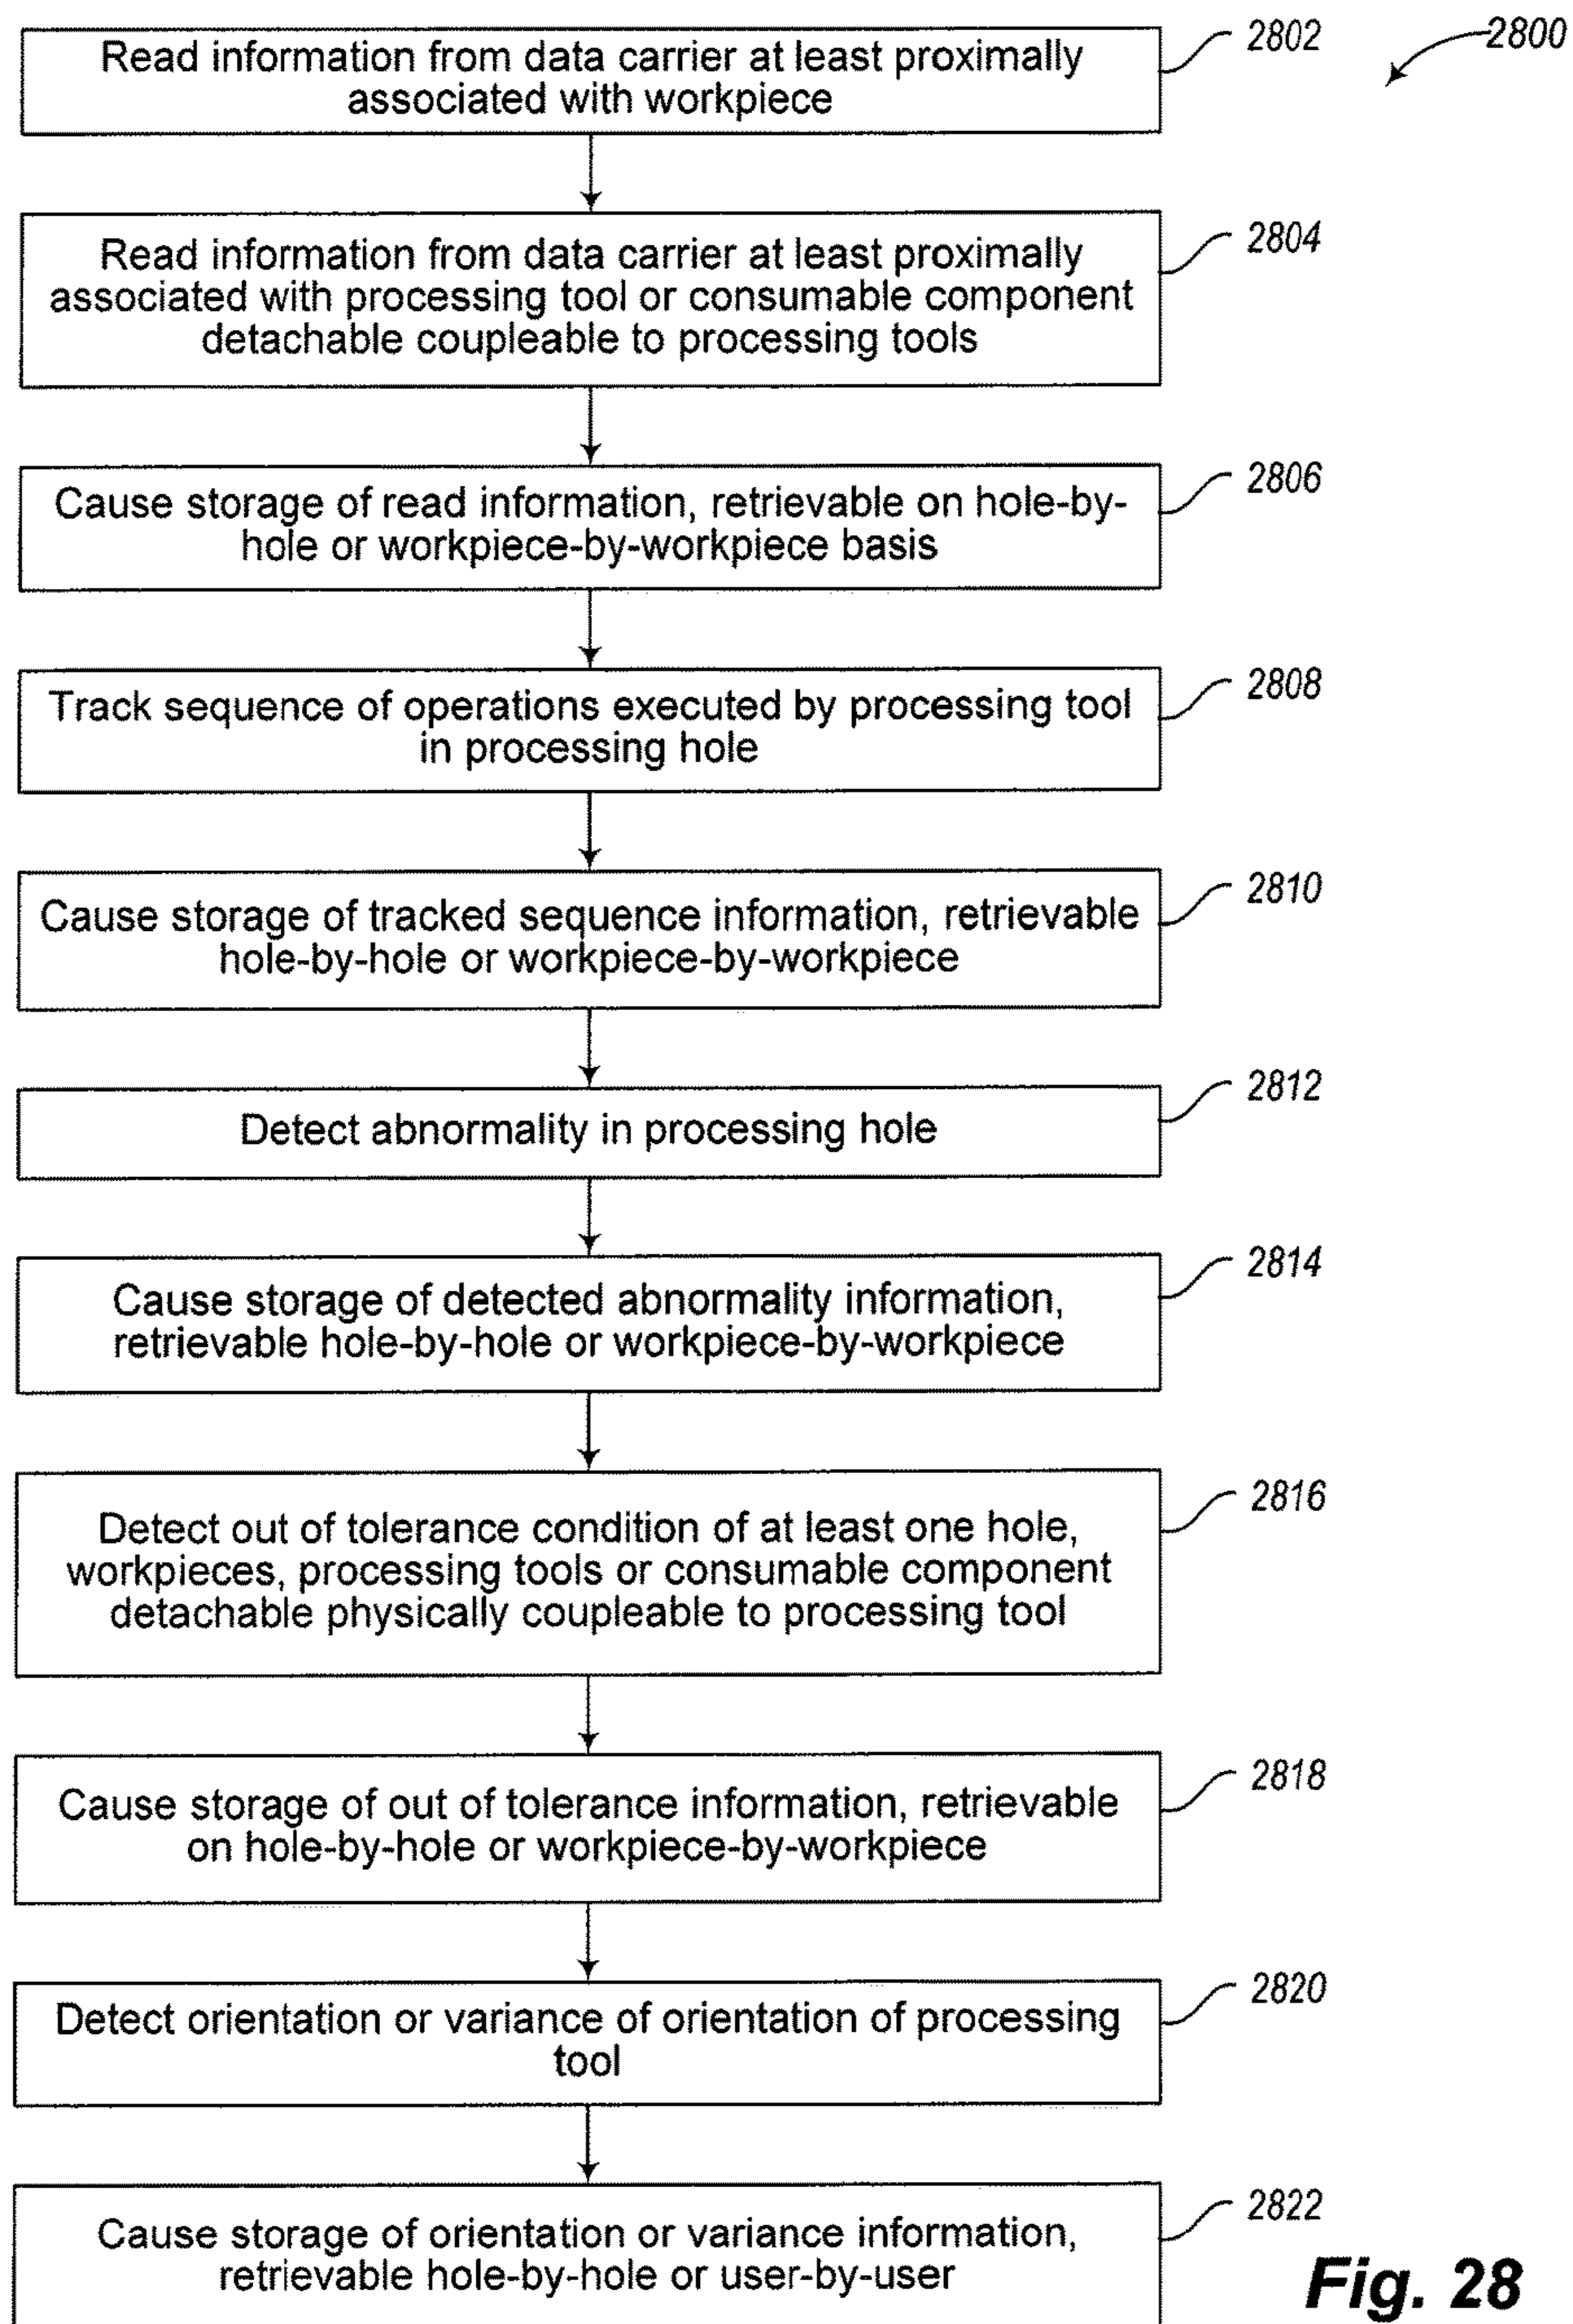 2800
Read information from data carrier at least proximally
associated with workpiece
2802
Read information from data carrier at least proximally
associated with processing tool or consumable component
detachable coupleable to processing tools
2804
Cause storage of read information, retrievable on hole-by-
hole or workpiece-by-workpiece basis
2806
Track sequence of operations executed by processing tool
in processing hole
2808
Cause storage of tracked sequence information, retrievable
hole-by-hole or workpiece-by-workpiece
2810
Detect abnormality in processing hole
2812
Cause storage of detected abnormality information,
retrievable hole-by-hole or workpiece-by-workpiece
2814
Detect out of tolerance condition of at least one hole,
workpieces, processing tools or consumable component
detachable physically coupleable to processing tool
2816
Cause storage of out of tolerance information, retrievable
on hole-by-hole or workpiece-by-workpiece
2818
Detect orientation or variance of orientation of processing
tool
2820
Cause storage of orientation or variance information,
retrievable hole-by-hole or user-by-user
2822
Fig. 28